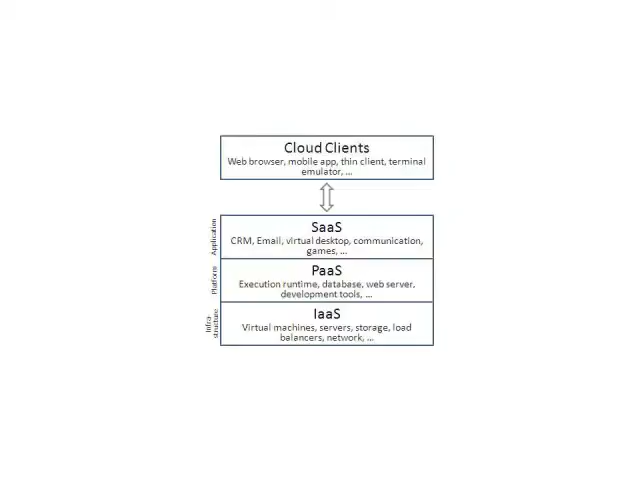 Cloud Clients
Web browser, mobile app, thin client, terminal
emulator, ...
Application
SaaS
CRM, Email, virtual desktop, communication,
games, ...
Platform
PaaS
Execution runtime, database, web server,
development tools, ...
Infra-
structure
IaaS
Virtual machines, servers, storage, load
balancers, network, ...